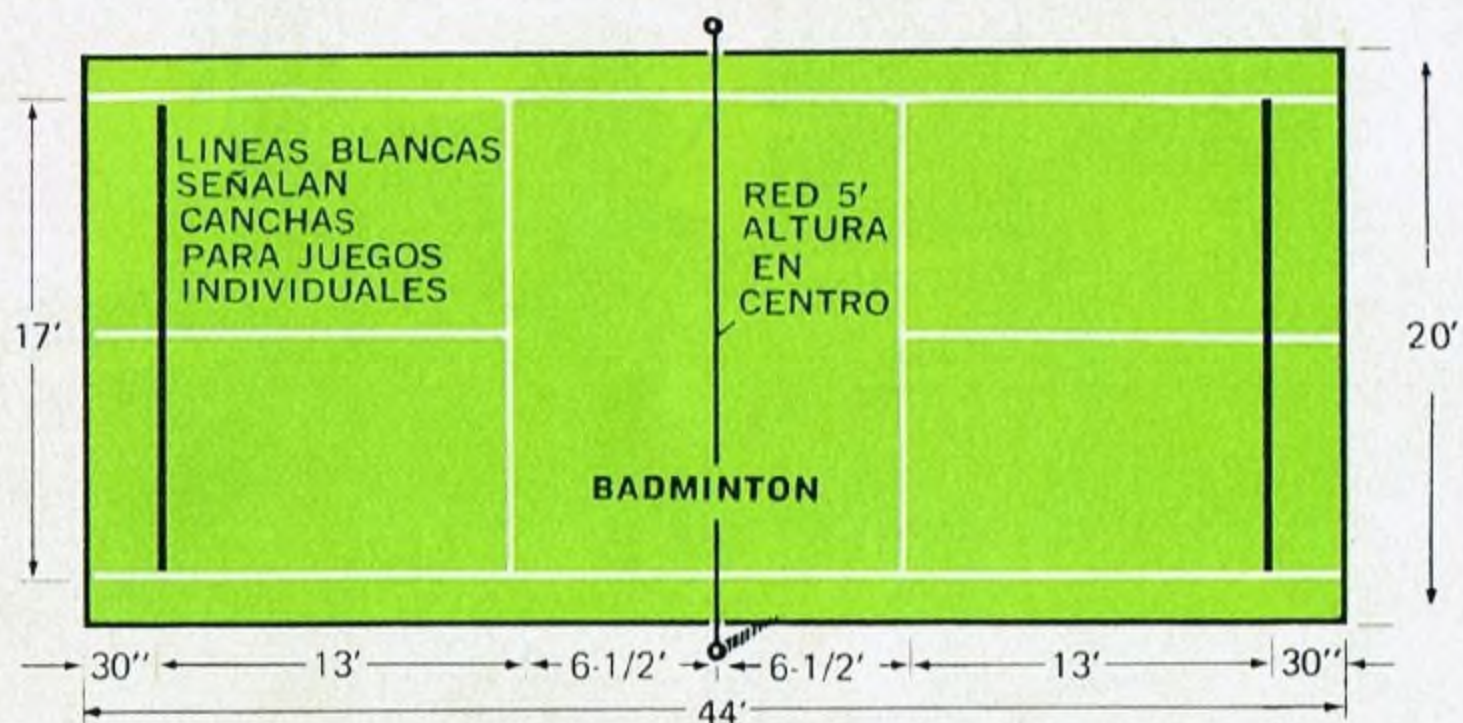 LINEAS BLANCAS
SEÑALAN
CANCHAS
PARA JUEGOS
INDIVIDUALES
RED 5'
ALTURA
EN
CENTRO
17'
20'
BADMINTON
30" 13' 6-1/2' 6-1/2' 13' 30"
44'